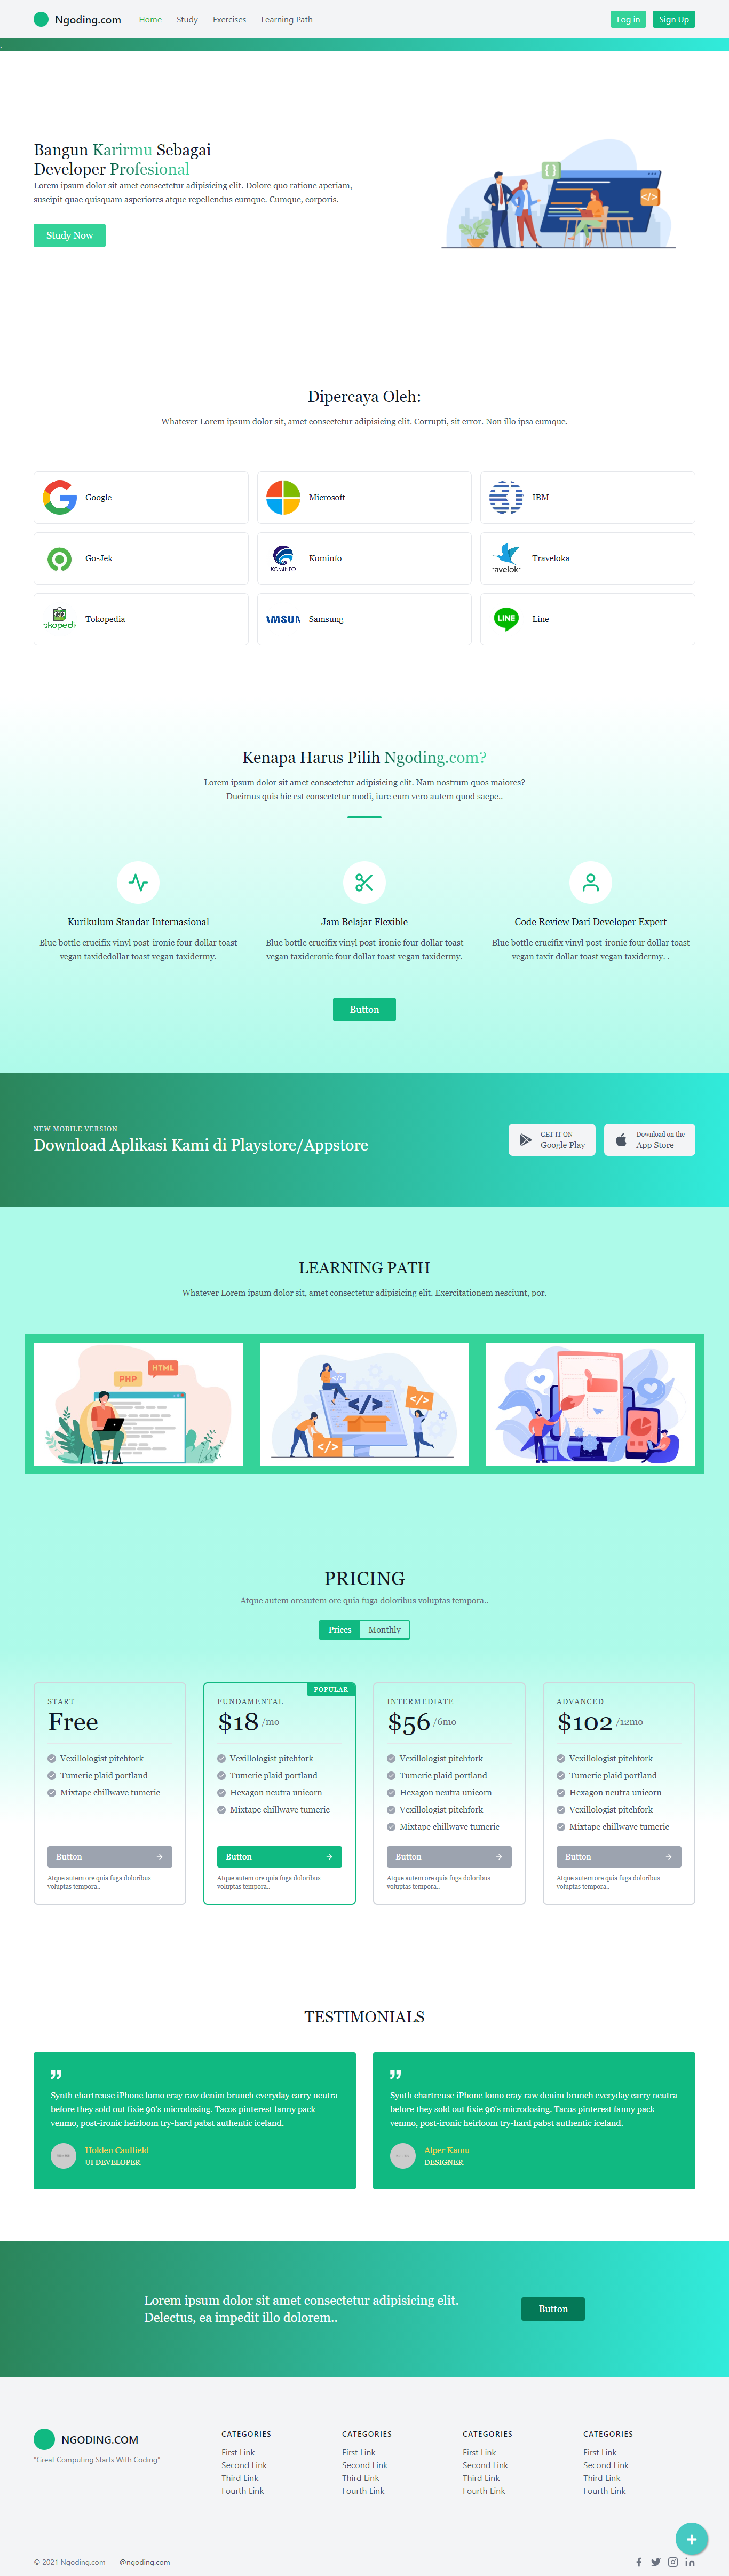 Ngoding.com
Home
Study
Exercises
Learning Path
Log in
Sign Up
Bangun Karirmu Sebagai
Developer Profesional
Lorem ipsum dolor sit amet consectetur adipisicing elit. Dolore quo ratione aperiam,
suscipit quae quisquam asperiores atque repellendus cumque. Cumque, corporis.
Study Now
{}
</>
Dipercaya Oleh:
Whatever Lorem ipsum dolor sit, amet consectetur adipisicing elit. Corrupti, sit error. Non illo ipsa cumque.
Google
Microsoft
IBM
Go-Jek
KOMINFO
Kominfo
Traveloka
Tokopedia
Samsung
LINE
Line
Kenapa Harus Pilih Ngoding.com?
Lorem ipsum dolor sit amet consectetur adipisicing elit. Nam nostrum quos maiores?
Ducimus quis hic est consectetur modi, iure eum vero autem quod saepe..
Kurikulum Standar Internasional
Blue bottle crucifix vinyl post-ironic four dollar toast
vegan taxidedollar toast vegan taxidermy.
Jam Belajar Flexible
Blue bottle crucifix vinyl post-ironic four dollar toast
vegan taxideronic four dollar toast vegan taxidermy.
Code Review Dari Developer Expert
Blue bottle crucifix vinyl post-ironic four dollar toast
vegan taxir dollar toast vegan taxidermy. .
Button
NEW MOBILE VERSION
Download Aplikasi Kami di Playstore/Appstore
GET IT ON
Google Play
Download on the
App Store
LEARNING PATH
Whatever Lorem ipsum dolor sit, amet consectetur adipisicing elit. Exercitationem nesciunt, por.
PHP
HTML
</>
</>
</>
</>
PRICING
Atque autem oreautem ore quia fuga doloribus voluptas tempora..
Prices
Monthly
START
Free
Vexillologist pitchfork
Tumeric plaid portland
Mixtape chillwave tumeric
Button
Atque autem ore quia fuga doloribus
voluptas tempora..
POPULAR
FUNDAMENTAL
$18 /mo
Vexillologist pitchfork
Tumeric plaid portland
Hexagon neutra unicorn
Mixtape chillwave tumeric
Button
Atque autem ore quia fuga doloribus
voluptas tempora..
INTERMEDIATE
$56 /6mo
Vexillologist pitchfork
Tumeric plaid portland
Hexagon neutra unicorn
Vexillologist pitchfork
Mixtape chillwave tumeric
Button
Atque autem ore quia fuga doloribus
voluptas tempora..
ADVANCED
$102 /12mo
Vexillologist pitchfork
Tumeric plaid portland
Hexagon neutra unicorn
Vexillologist pitchfork
Mixtape chillwave tumeric
Button
Atque autem ore quia fuga doloribus
voluptas tempora..
TESTIMONIALS
Synth chartreuse iPhone lomo cray raw denim brunch everyday carry neutra
before they sold out fixie 90's microdosing. Tacos pinterest fanny pack
venmo, post-ironic heirloom try-hard pabst authentic iceland.
Holden Caulfield
UI DEVELOPER
Synth chartreuse iPhone lomo cray raw denim brunch everyday carry neutra
before they sold out fixie 90's microdosing. Tacos pinterest fanny pack
venmo, post-ironic heirloom try-hard pabst authentic iceland.
Alper Kamu
DESIGNER
Lorem ipsum dolor sit amet consectetur adipisicing elit.
Delectus, ea impedit illo dolorem..
Button
NGODING.COM
"Great Computing Starts With Coding"
CATEGORIES
First Link
Second Link
Third Link
Fourth Link
CATEGORIES
First Link
Second Link
Third Link
Fourth Link
CATEGORIES
First Link
Second Link
Third Link
Fourth Link
CATEGORIES
First Link
Second Link
Third Link
Fourth Link
+
© 2021 Ngoding.com — @ngoding.com